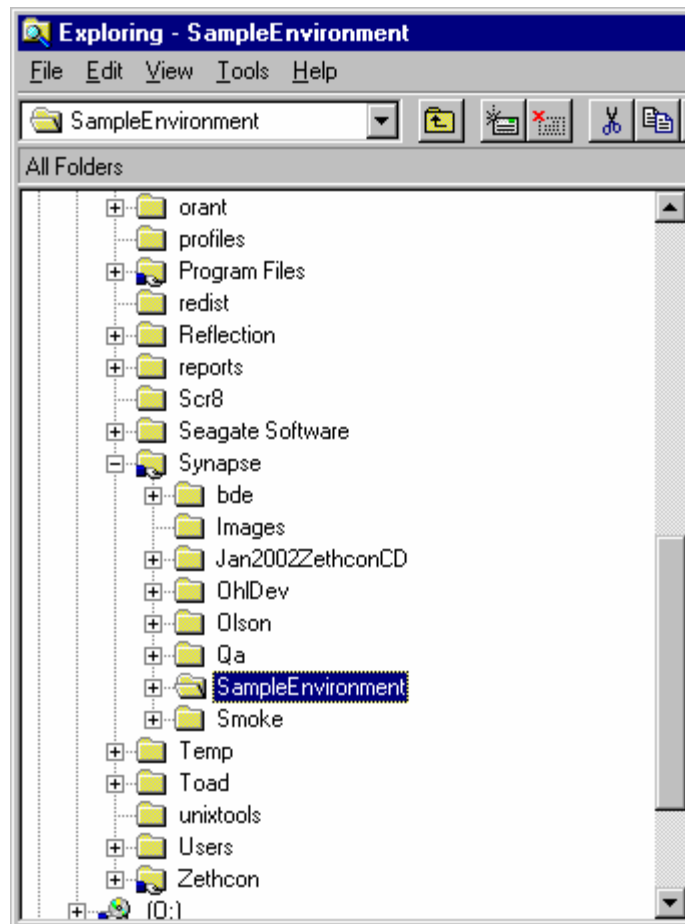 Exploring - SampleEnvironment
File Edit View Tools Help
SampleEnvironment
All Folders
orant
profiles
Program Files
redist
Reflection
reports
Scr8
Seagate Software
Synapse
bde
Images
Jan2002ZethconCD
OhlDev
Olson
Qa
SampleEnvironment
Smoke
Temp
Toad
unixtools
Users
Zethcon
(O:)